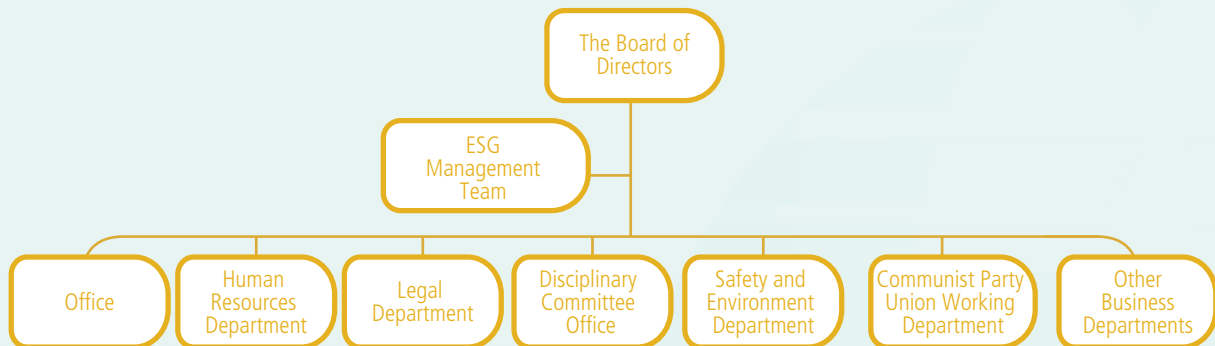 The Board of
Directors
ESG
Management
Team
Office
Human
Resources
Department
Legal
Department
Disciplinary
Committee
Office
Safety and
Environment
Department
Communist Party
Union Working
Department
Other
Business
Departments